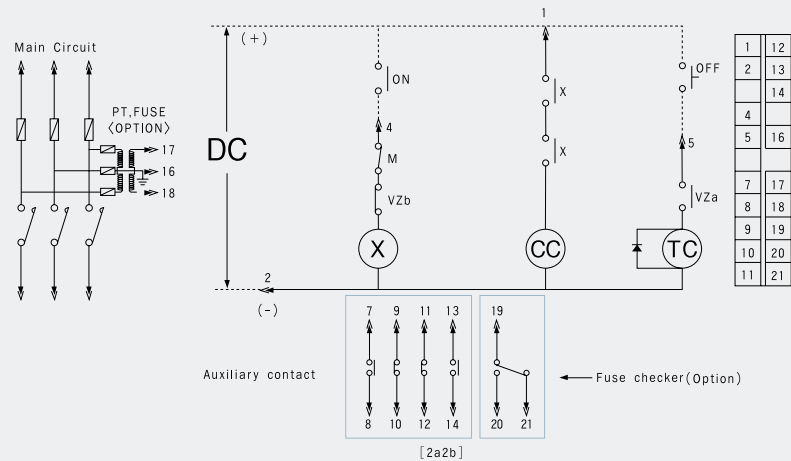 Main Circuit
PT,FUSE
〈OPTION〉
17
16
18
DC
(+)
(-)
1
2
ON
4
M
VZb
X
X
X
CC
OFF
5
VZa
TC
1 12
2 13
14
4
5 16
7 17
8 18
9 19
10 20
11 21
7 9 11 13
19
Auxiliary contact
Fuse checker(Option)
8 10 12 14
20 21
[2a2b]